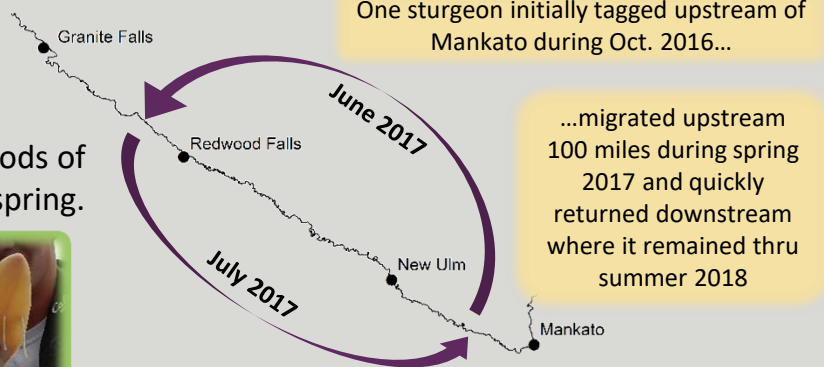 One sturgeon initially tagged upstream of
Mankato during Oct. 2016…
Granite Falls
June 2017
…migrated upstream
100 miles during spring
2017 and quickly
returned downstream
where it remained thru
summer 2018
Redwood Falls
ods of
spring.
July 2017
New Ulm
Mankato